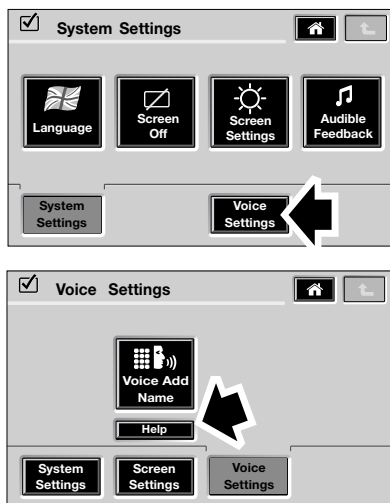 System Settings
Language
Screen
Off
Screen
Settings
Audible
Feedback
System
Settings
Voice
Settings
Voice Settings
Voice Add
Name
Help
System
Settings
Screen
Settings
Voice
Settings